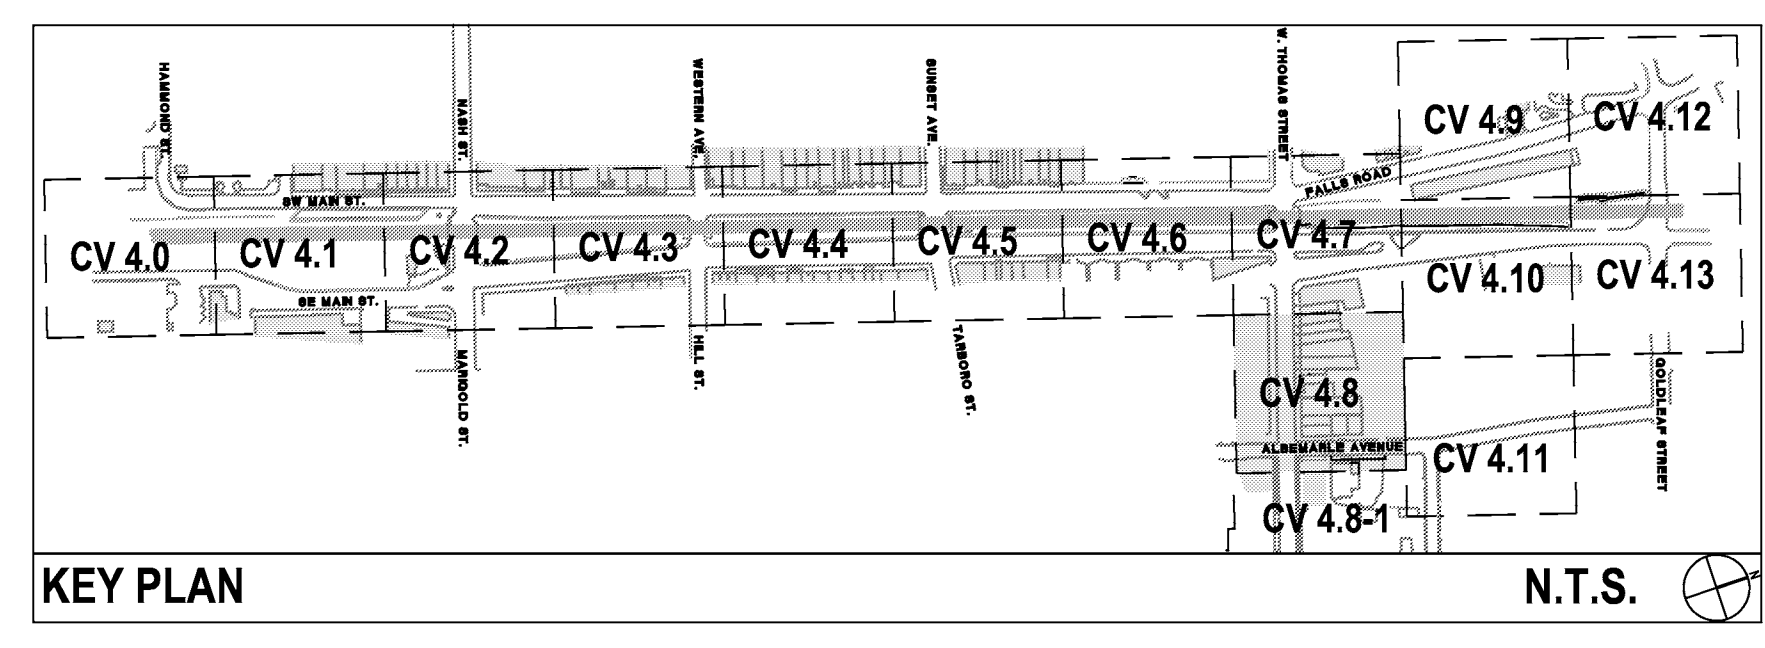 HAMMOND ST.
NASH ST.
WESTERN AVE.
SUNSET AVE.
W. THOMAS STREET
CV 4.9
CV 4.12
FALLS ROAD
SW MAIN ST.
CV 4.0
CV 4.1
CV 4.2
CV 4.3
CV 4.4
CV 4.5
CV 4.6
CV 4.7
CV 4.10
CV 4.13
SE MAIN ST.
MARIGOLD ST.
HILL ST.
TARBORO ST.
CV 4.8
GOLDLEAF STREET
ALBEMARLE AVENUE
CV 4.11
CV 4.8-1
KEY PLAN
N.T.S.
N